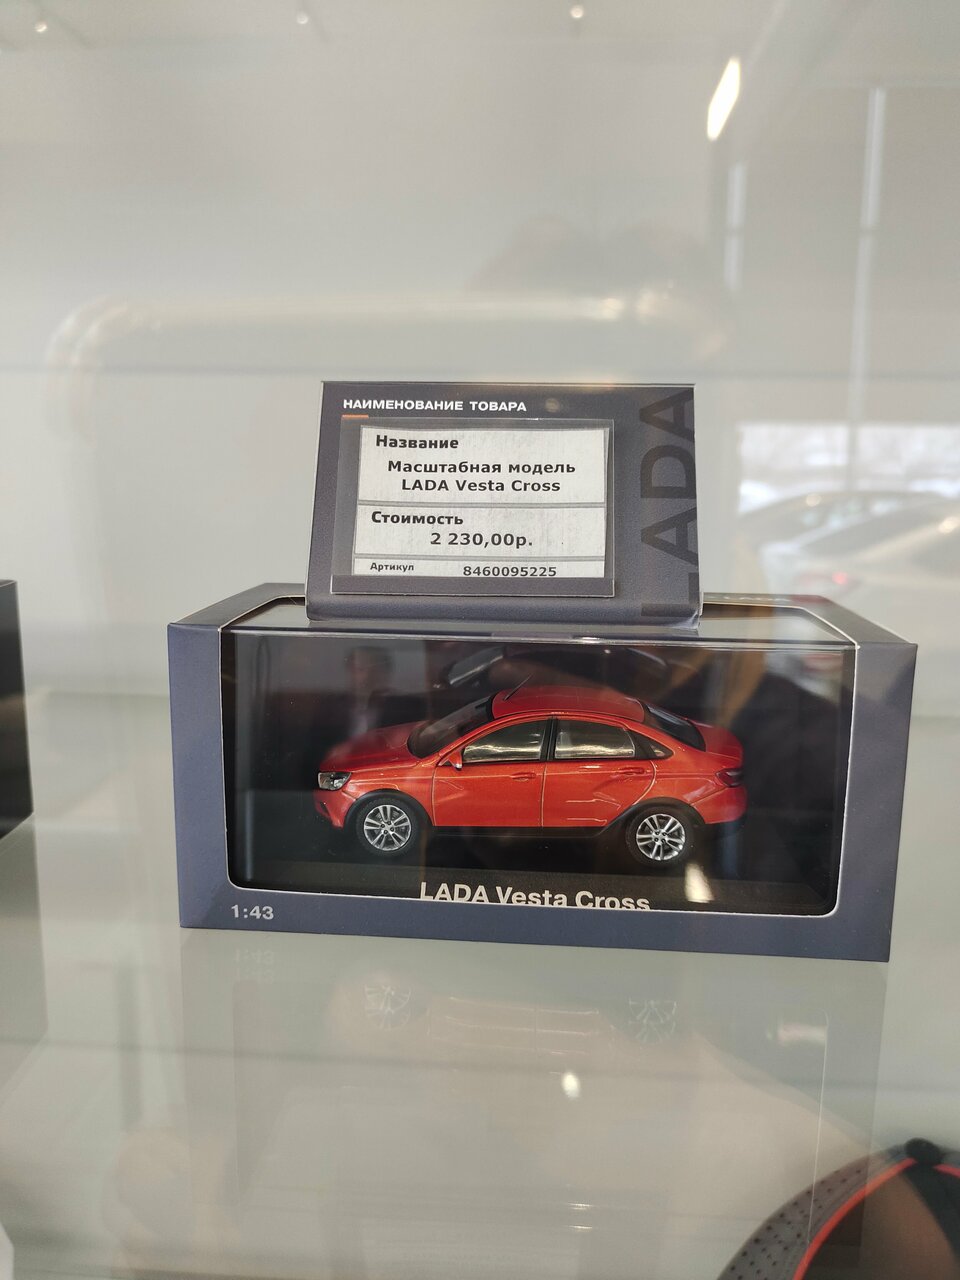 НАИМЕНОВАНИЕ ТОВАРА
LADA
Название
Масштабная модель
LADA Vesta Cross
Стоимость
2 230,00р.
Артикул 8460095225
LADA Vesta Cross
1:43